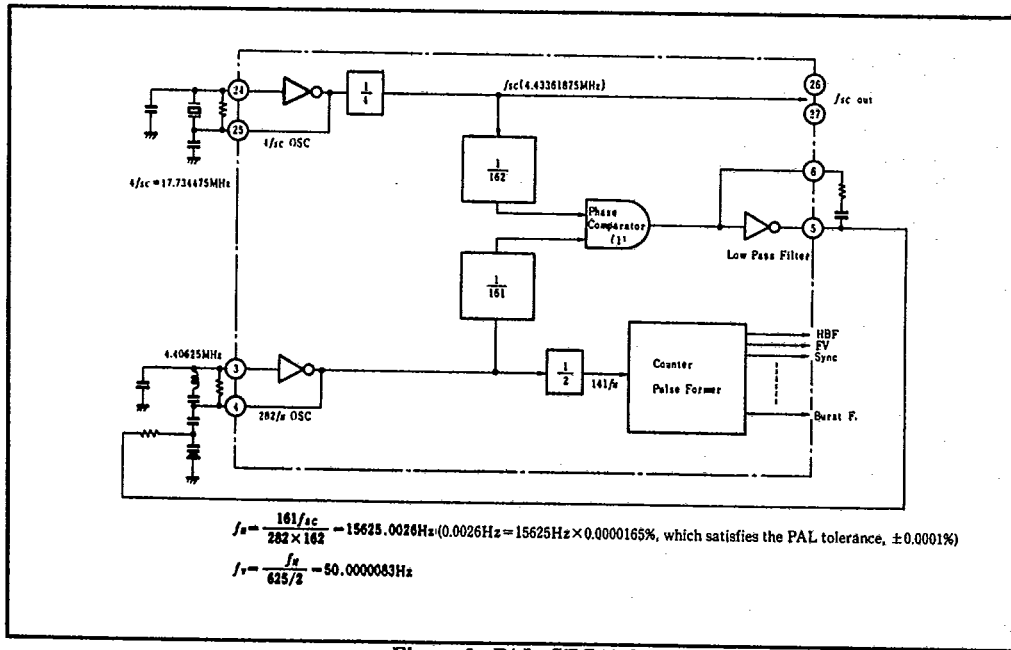 24
25
1
4
fsc(4.43361875MHz)
26
27
fsc out
4fsc OSC
4fsc=17.734475MHz
1
162
Phase
Comparator
(1)
6
5
Low Pass Filter
1
161
4.40625MHz
3
4
282fH OSC
1
2
141fH
Counter
Pulse Former
HBF
FV
Sync
Burst F.
fH = 161fsc / 282×162 = 15625.0026Hz (0.0026Hz=15625Hz×0.0000165%, which satisfies the PAL tolerance, ±0.0001%)
fV = fH / 625/2 = 50.0000083Hz